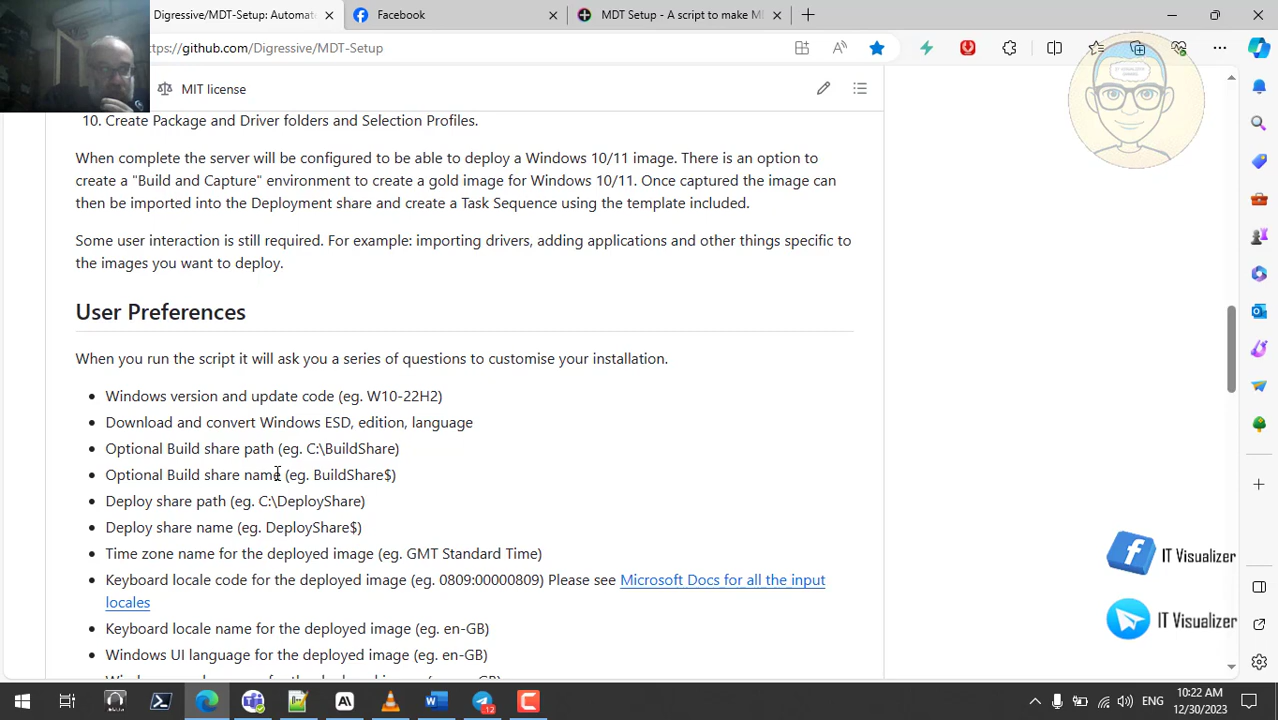 Digressive/MDT-Setup: Automate
Facebook
MDT Setup - A script to make M
ttps://github.com/Digressive/MDT-Setup
MIT license
IT VISUALIZER
10. Create Package and Driver folders and Selection Profiles.
When complete the server will be configured to be able to deploy a Windows 10/11 image. There is an option to
create a "Build and Capture" environment to create a gold image for Windows 10/11. Once captured the image can
then be imported into the Deployment share and create a Task Sequence using the template included.
Some user interaction is still required. For example: importing drivers, adding applications and other things specific to
the images you want to deploy.
User Preferences
When you run the script it will ask you a series of questions to customise your installation.
• Windows version and update code (eg. W10-22H2)
• Download and convert Windows ESD, edition, language
• Optional Build share path (eg. C:\BuildShare)
• Optional Build share name (eg. BuildShare$)
• Deploy share path (eg. C:\DeployShare)
• Deploy share name (eg. DeployShare$)
• Time zone name for the deployed image (eg. GMT Standard Time)
• Keyboard locale code for the deployed image (eg. 0809:00000809) Please see Microsoft Docs for all the input
locales
• Keyboard locale name for the deployed image (eg. en-GB)
• Windows UI language for the deployed image (eg. en-GB)
IT Visualizer
IT Visualizer
12
ENG
10:22 AM
12/30/2023